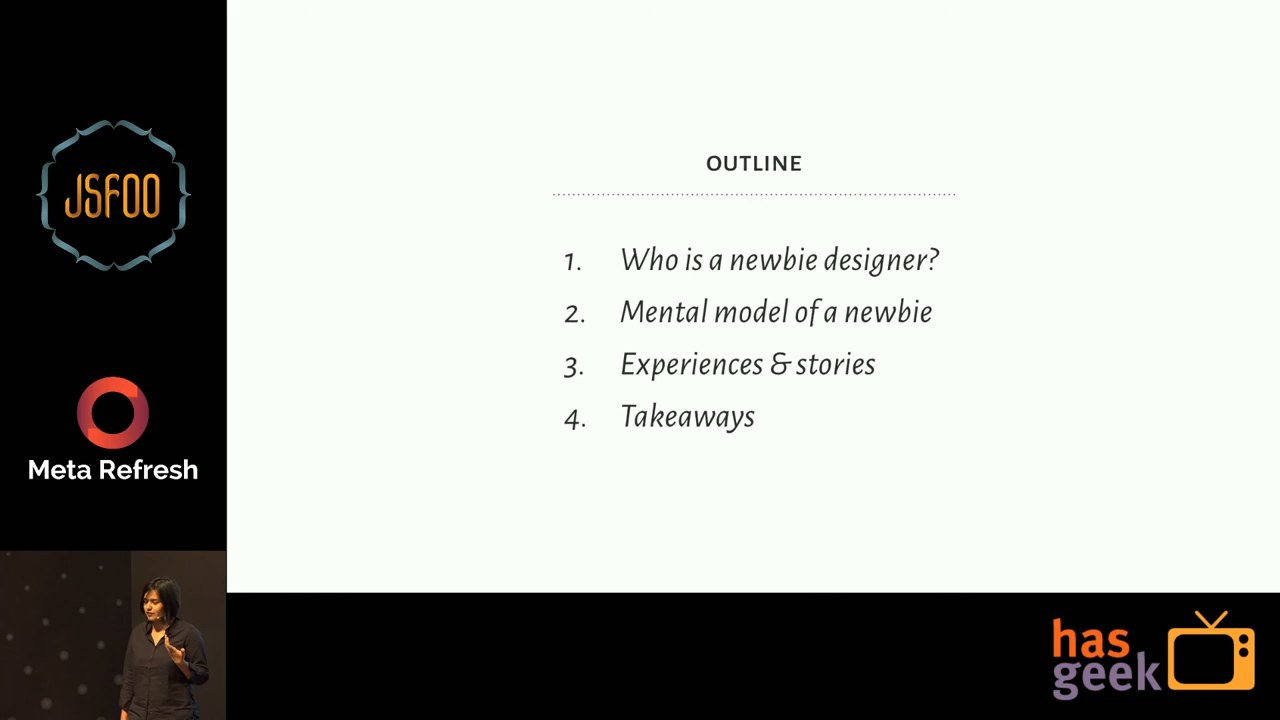 JSFOO
Meta Refresh
OUTLINE
1. Who is a newbie designer?
2. Mental model of a newbie
3. Experiences & stories
4. Takeaways
has
geek